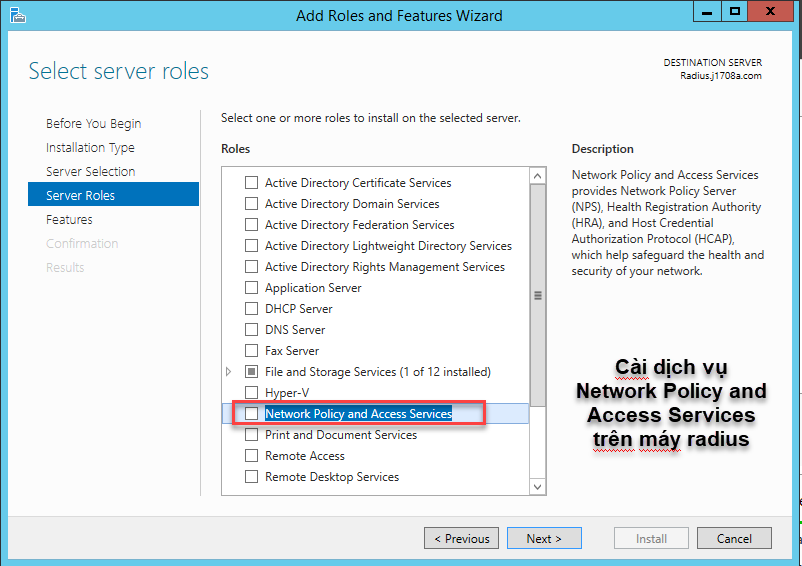 Add Roles and Features Wizard
Select server roles
DESTINATION SERVER
Radius.j1708a.com
Before You Begin
Installation Type
Server Selection
Server Roles
Features
Confirmation
Results
Select one or more roles to install on the selected server.
Roles
Active Directory Certificate Services
Active Directory Domain Services
Active Directory Federation Services
Active Directory Lightweight Directory Services
Active Directory Rights Management Services
Application Server
DHCP Server
DNS Server
Fax Server
File and Storage Services (1 of 12 installed)
Hyper-V
Network Policy and Access Services
Print and Document Services
Remote Access
Remote Desktop Services
Description
Network Policy and Access Services
provides Network Policy Server
(NPS), Health Registration Authority
(HRA), and Host Credential
Authorization Protocol (HCAP),
which help safeguard the health and
security of your network.
Cài dịch vụ
Network Policy and
Access Services
trên máy radius
< Previous
Next >
Install
Cancel